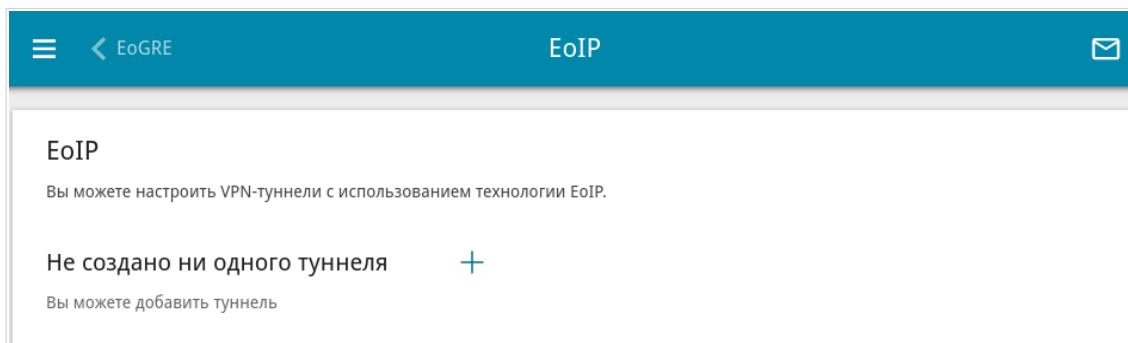 EoGRE
EoIP
EoIP
Вы можете настроить VPN-туннели с использованием технологии EoIP.
Не создано ни одного туннеля
Вы можете добавить туннель